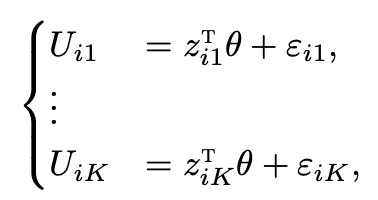 U_{i1} = z_{i1}^T θ + ε_{i1},
⋮
U_{iK} = z_{iK}^T θ + ε_{iK},